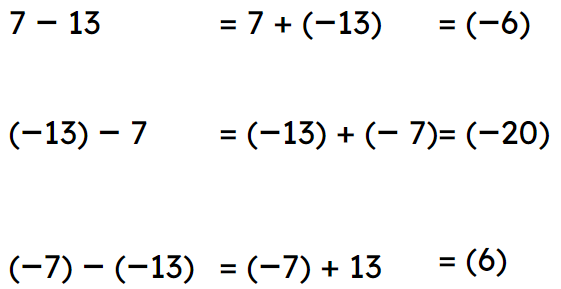 7 − 13 = 7 + (−13) = (−6)
(−13) − 7 = (−13) + (− 7)= (−20)
(−7) − (−13) = (−7) + 13 = (6)